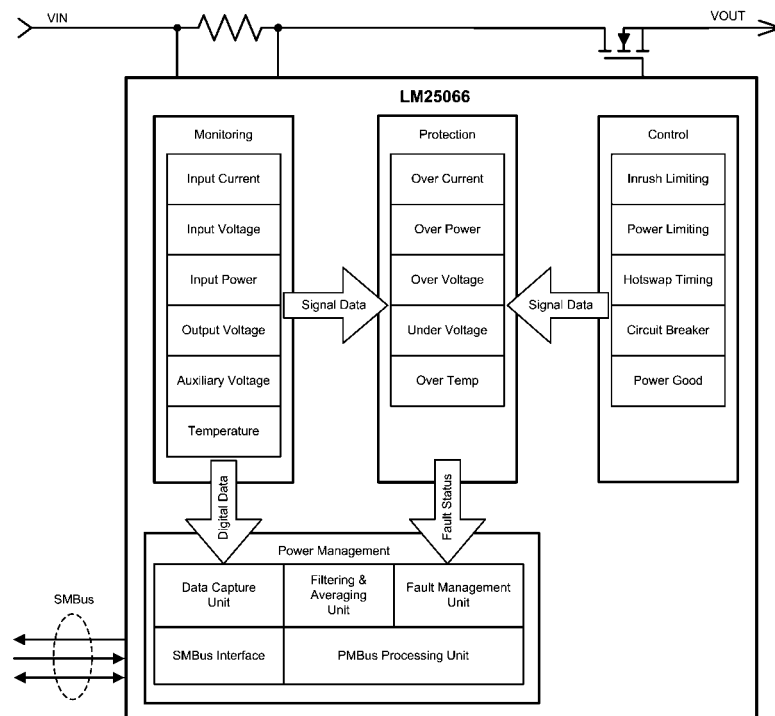 VIN
VOUT
LM25066
Monitoring
Input Current
Input Voltage
Input Power
Output Voltage
Auxiliary Voltage
Temperature
Signal Data
Protection
Over Current
Over Power
Over Voltage
Under Voltage
Over Temp
Signal Data
Control
Inrush Limiting
Power Limiting
Hotswap Timing
Circuit Breaker
Power Good
Digital Data
Fault Status
Power Management
Data Capture
Unit
Filtering &
Averaging
Unit
Fault Management
Unit
SMBus Interface
PMBus Processing Unit
SMBus